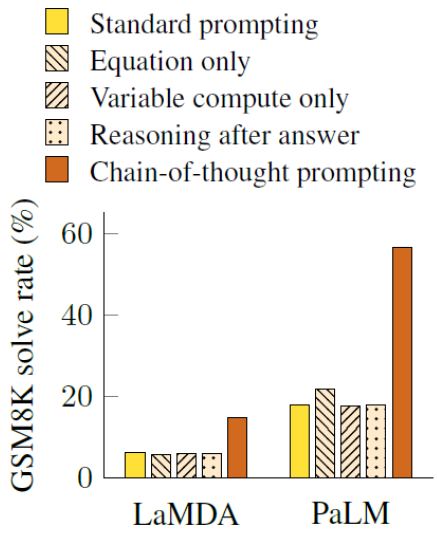 Standard prompting
Equation only
Variable compute only
Reasoning after answer
Chain-of-thought prompting
GSM8K solve rate (%)
60
40
20
0
LaMDA
PaLM